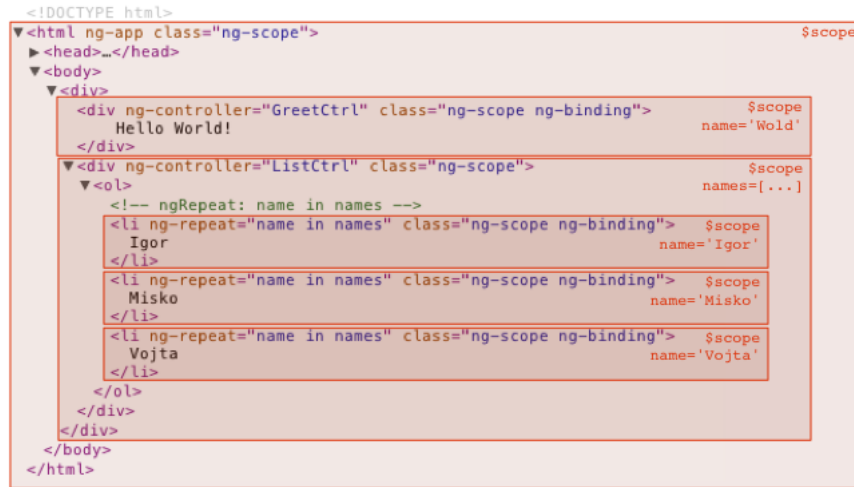 <!DOCTYPE html>
▼<html ng-app class="ng-scope"> $scope
▶<head>…</head>
▼<body>
▼<div>
<div ng-controller="GreetCtrl" class="ng-scope ng-binding"> $scope
Hello World! name='Wold'
</div>
▼<div ng-controller="ListCtrl" class="ng-scope"> $scope
▼<ol> names=[...]
<!-- ngRepeat: name in names -->
<li ng-repeat="name in names" class="ng-scope ng-binding"> $scope
Igor name='Igor'
</li>
<li ng-repeat="name in names" class="ng-scope ng-binding"> $scope
Misko name='Misko'
</li>
<li ng-repeat="name in names" class="ng-scope ng-binding"> $scope
Vojta name='Vojta'
</li>
</ol>
</div>
</div>
</body>
</html>